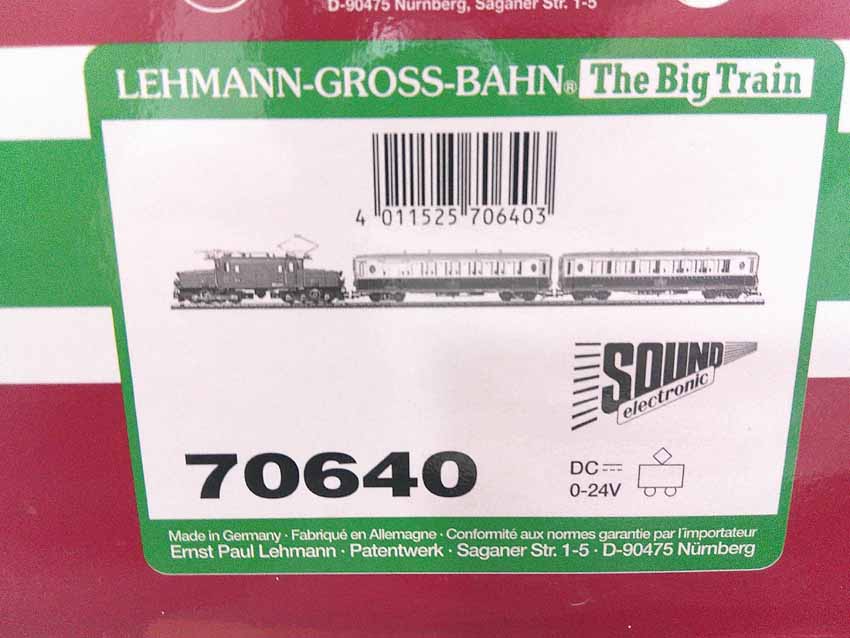 D-90475 Nürnberg, Saganer Str. 1-5
LEHMANN-GROSS-BAHN® The Big Train
4 011525 706403
SOUND
electronic
70640
DC
0-24V
Made in Germany · Fabriqué en Allemagne · Conformité aux normes garantie par l'importateur
Ernst Paul Lehmann · Patentwerk · Saganer Str. 1-5 · D-90475 Nürnberg